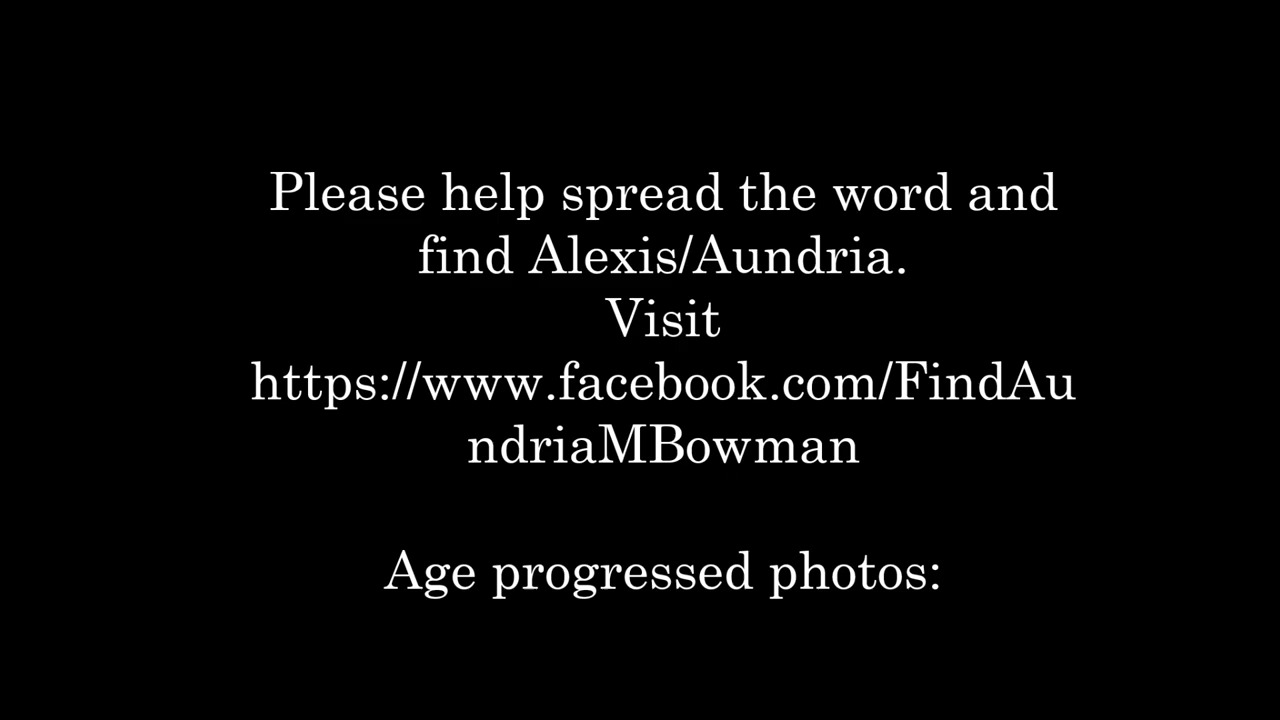 Please help spread the word and
find Alexis/Aundria.
Visit
https://www.facebook.com/FindAu
ndriaMBowman
Age progressed photos: